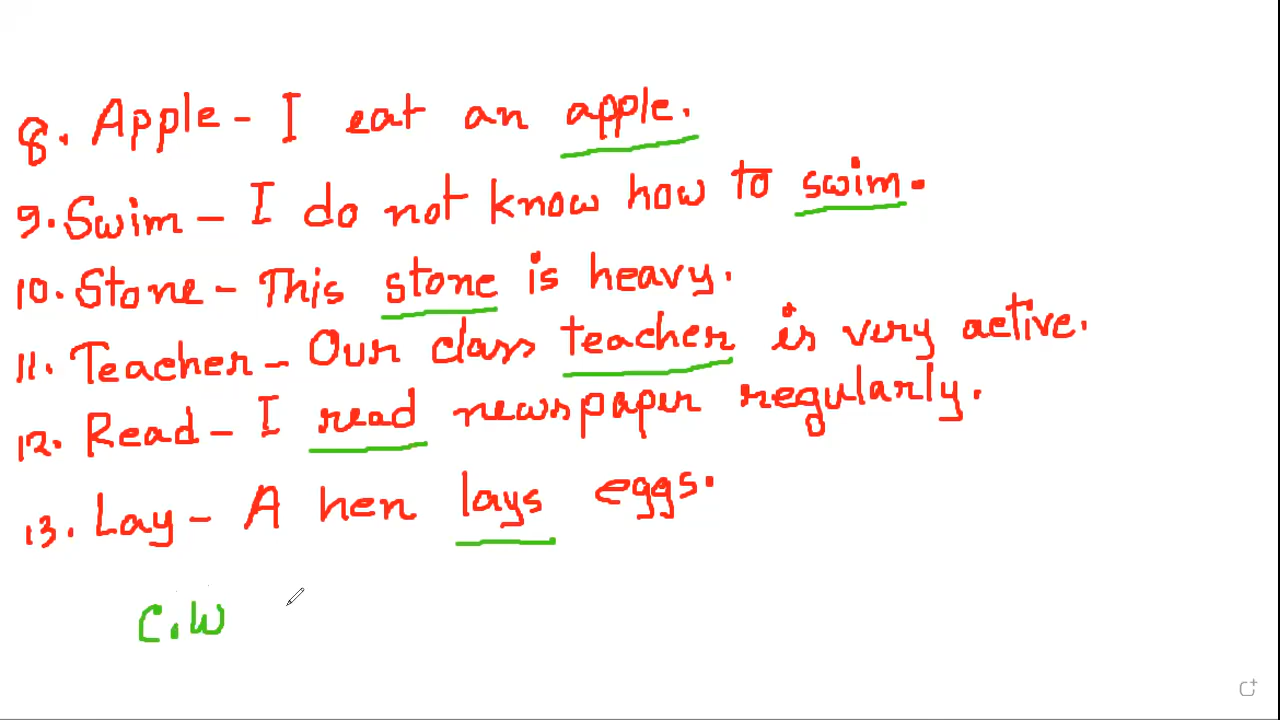 8. Apple - I eat an apple.
9. Swim - I do not know how to swim.
10. Stone - This stone is heavy.
11. Teacher - Our class teacher is very active.
12. Read - I read newspaper regularly.
13. Lay - A hen lays eggs.
C.W